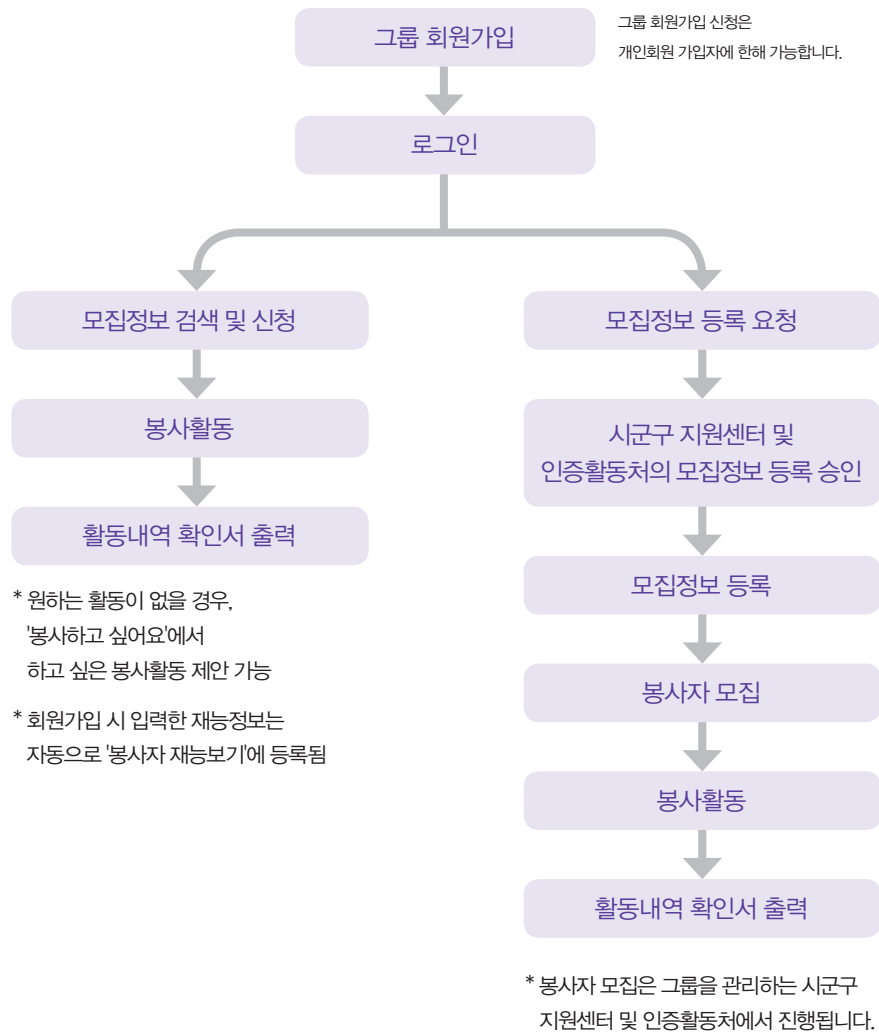 그룹 회원가입
그룹 회원가입 신청은
개인회원 가입자에 한해 가능합니다.
로그인
모집정보 검색 및 신청
봉사활동
활동내역 확인서 출력
* 원하는 활동이 없을 경우,
'봉사하고 싶어요'에서
하고 싶은 봉사활동 제안 가능
* 회원가입 시 입력한 재능정보는
자동으로 '봉사자 재능보기'에 등록됨
모집정보 등록 요청
시군구 지원센터 및
인증활동처의 모집정보 등록 승인
모집정보 등록
봉사자 모집
봉사활동
활동내역 확인서 출력
* 봉사자 모집은 그룹을 관리하는 시군구
지원센터 및 인증활동처에서 진행됩니다.